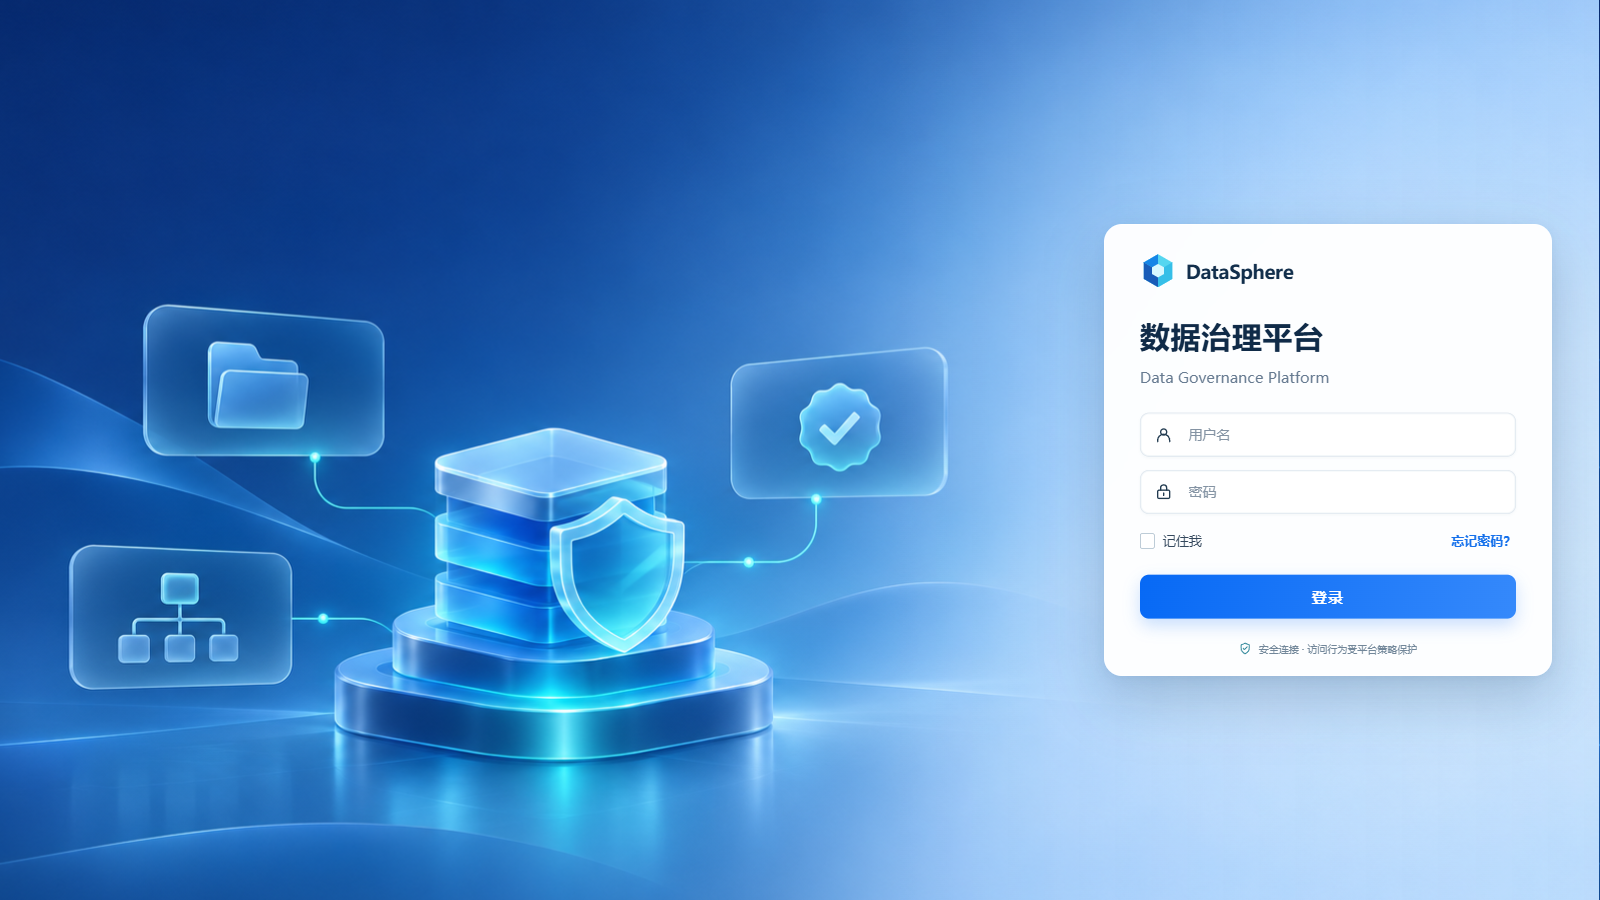 DataSphere
数据治理平台
Data Governance Platform
用户名
密码
记住我 忘记密码?
登录
安全连接 · 访问行为受平台策略保护